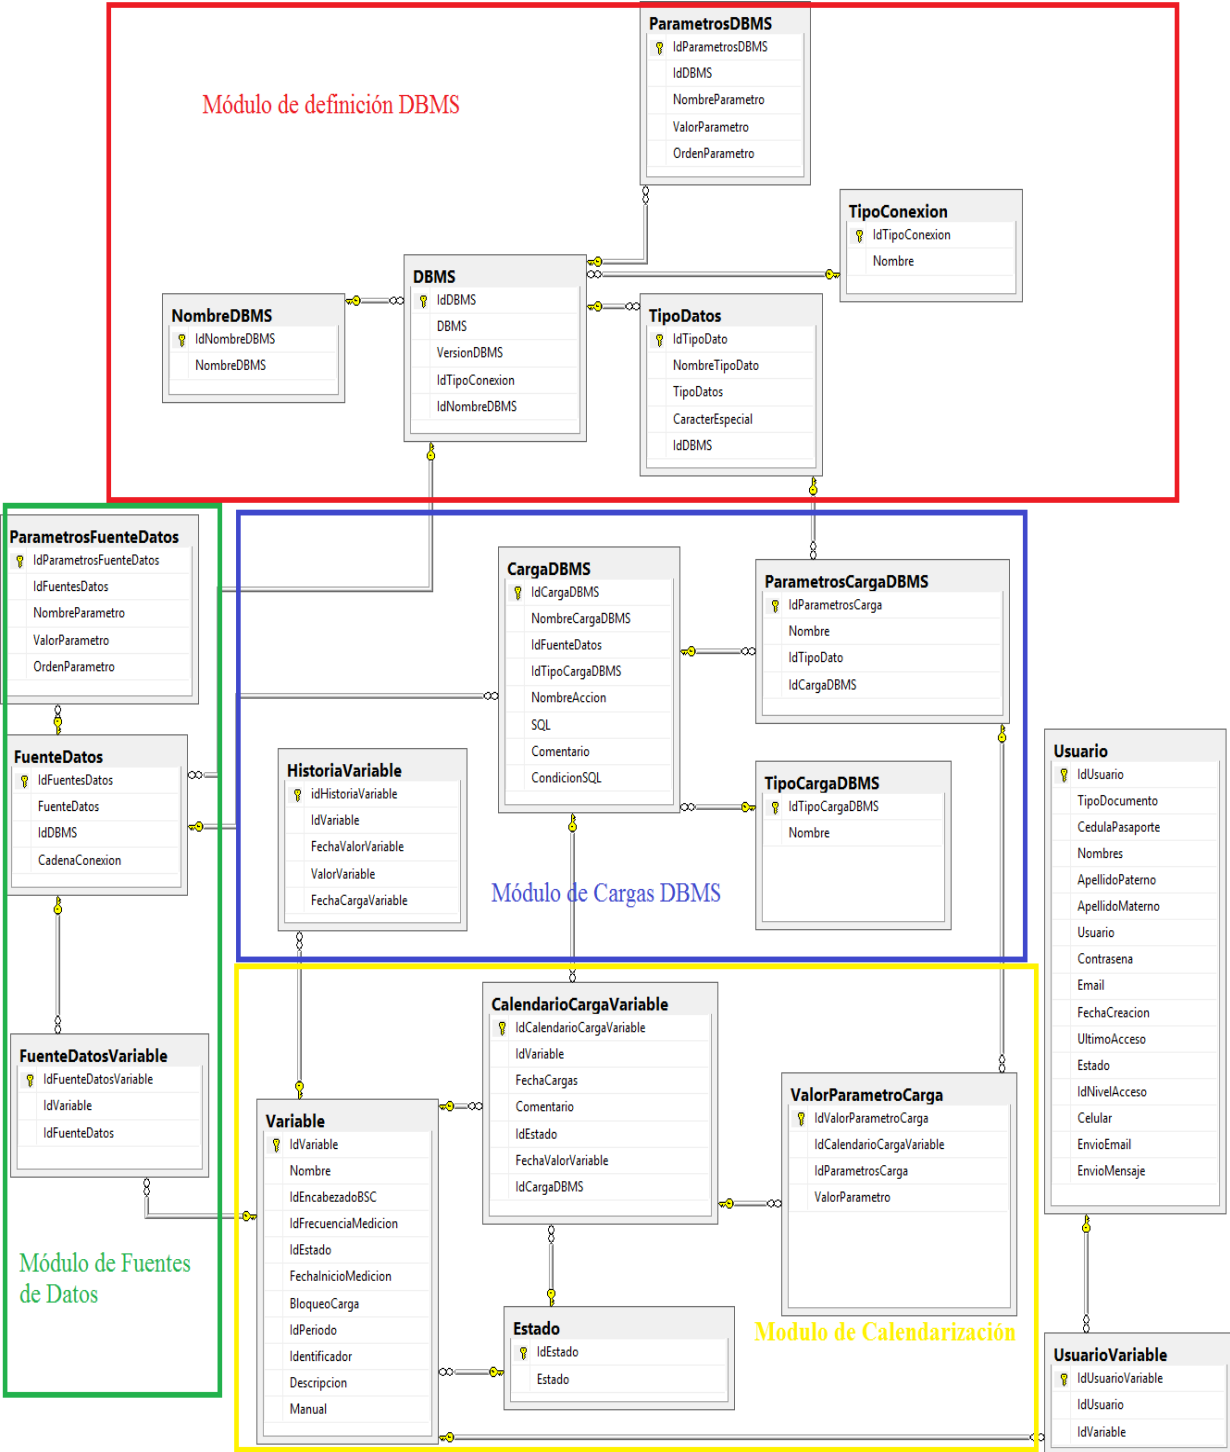 Módulo de definición DBMS
ParametrosDBMS
IdParametrosDBMS
IdDBMS
NombreParametro
ValorParametro
OrdenParametro
TipoConexion
IdTipoConexion
Nombre
DBMS
IdDBMS
DBMS
VersionDBMS
IdTipoConexion
IdNombreDBMS
NombreDBMS
IdNombreDBMS
NombreDBMS
TipoDatos
IdTipoDato
NombreTipoDato
TipoDatos
CaracterEspecial
IdDBMS
ParametrosFuenteDatos
IdParametrosFuenteDatos
IdFuentesDatos
NombreParametro
ValorParametro
OrdenParametro
FuenteDatos
IdFuentesDatos
FuenteDatos
IdDBMS
CadenaConexion
FuenteDatosVariable
IdFuenteDatosVariable
IdVariable
IdFuenteDatos
Módulo de Fuentes
de Datos
CargaDBMS
IdCargaDBMS
NombreCargaDBMS
IdFuenteDatos
IdTipoCargaDBMS
NombreAccion
SQL
Comentario
CondicionSQL
ParametrosCargaDBMS
IdParametrosCarga
Nombre
IdTipoDato
IdCargaDBMS
HistoriaVariable
idHistoriaVariable
IdVariable
FechaValorVariable
ValorVariable
FechaCargaVariable
TipoCargaDBMS
IdTipoCargaDBMS
Nombre
Módulo de Cargas DBMS
CalendarioCargaVariable
IdCalendarioCargaVariable
IdVariable
FechaCargas
Comentario
IdEstado
FechaValorVariable
IdCargaDBMS
ValorParametroCarga
IdValorParametroCarga
IdCalendarioCargaVariable
IdParametrosCarga
ValorParametro
Variable
IdVariable
Nombre
IdEncabezadoBSC
IdFrecuenciaMedicion
IdEstado
FechaInicioMedicion
BloqueoCarga
IdPeriodo
Identificador
Descripcion
Manual
Estado
IdEstado
Estado
Modulo de Calendarización
Usuario
IdUsuario
TipoDocumento
CedulaPasaporte
Nombres
ApellidoPaterno
ApellidoMaterno
Usuario
Contrasena
Email
FechaCreacion
UltimoAcceso
Estado
IdNivelAcceso
Celular
EnvioEmail
EnvioMensaje
UsuarioVariable
IdUsuarioVariable
IdUsuario
IdVariable